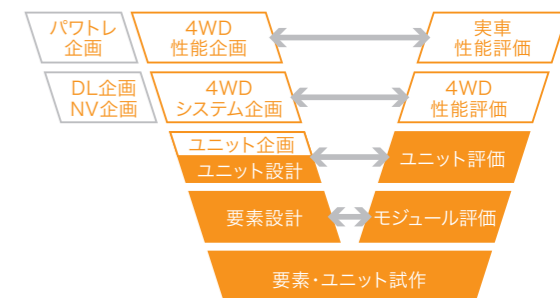 パワトレ
企画
4WD
性能企画
実車
性能評価
DL企画
NV企画
4WD
システム企画
4WD
性能評価
ユニット企画
ユニット設計
ユニット評価
要素設計
モジュール評価
要素・ユニット試作